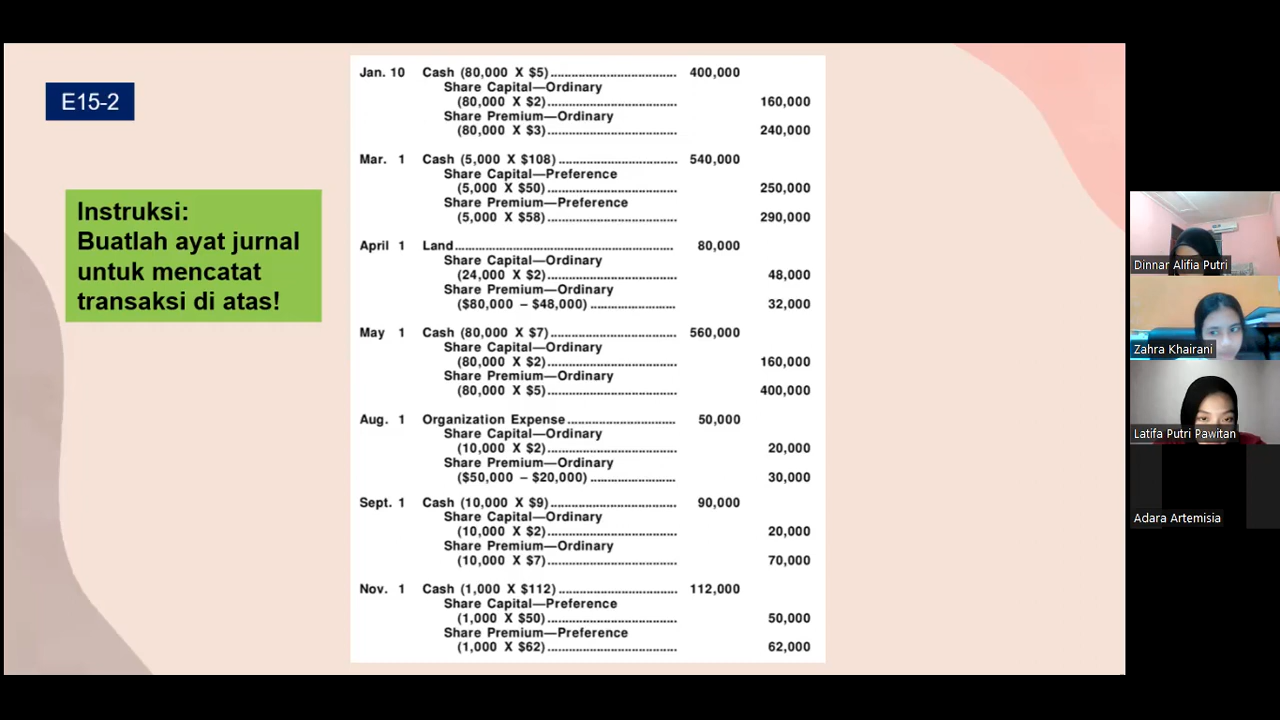 E15-2
Instruksi:
Buatlah ayat jurnal
untuk mencatat
transaksi di atas!
Jan. 10 Cash (80,000 X $5) 400,000
Share Capital—Ordinary
(80,000 X $2) 160,000
Share Premium—Ordinary
(80,000 X $3) 240,000
Mar. 1 Cash (5,000 X $108) 540,000
Share Capital—Preference
(5,000 X $50) 250,000
Share Premium—Preference
(5,000 X $58) 290,000
April 1 Land 80,000
Share Capital—Ordinary
(24,000 X $2) 48,000
Share Premium—Ordinary
($80,000 – $48,000) 32,000
May 1 Cash (80,000 X $7) 560,000
Share Capital—Ordinary
(80,000 X $2) 160,000
Share Premium—Ordinary
(80,000 X $5) 400,000
Aug. 1 Organization Expense 50,000
Share Capital—Ordinary
(10,000 X $2) 20,000
Share Premium—Ordinary
($50,000 – $20,000) 30,000
Sept. 1 Cash (10,000 X $9) 90,000
Share Capital—Ordinary
(10,000 X $2) 20,000
Share Premium—Ordinary
(10,000 X $7) 70,000
Nov. 1 Cash (1,000 X $112) 112,000
Share Capital—Preference
(1,000 X $50) 50,000
Share Premium—Preference
(1,000 X $62) 62,000
Dinnar Alifia Putri
Zahra Khairani
Latifa Putri Pawitan
Adara Artemisia